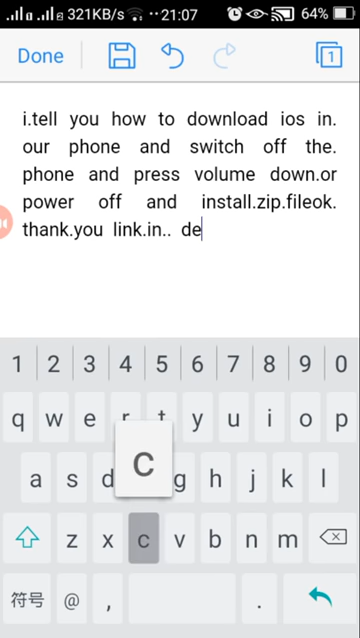 321KB/s 21:07 64%
Done 1
i.tell you how to download ios in.
our phone and switch off the.
phone and press volume down.or
power off and install.zip.fileok.
thank.you link.in.. de
1 2 3 4 5 6 7 8 9 0
q w e r t y u i o p
a s d g h j k l
C
z x c v b n m
符号 @ , .